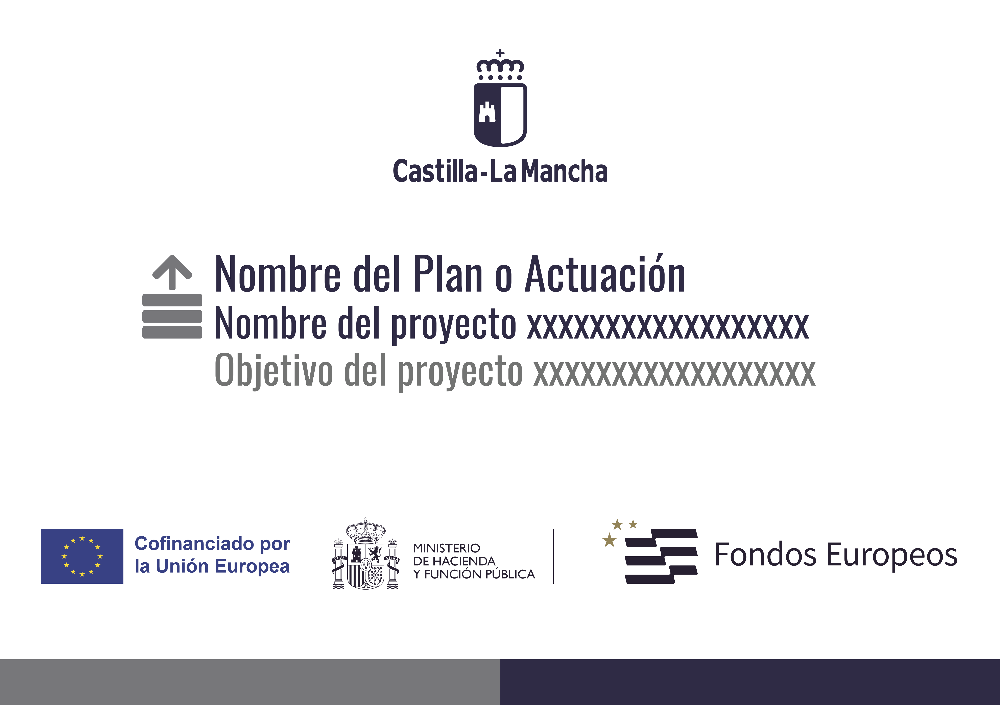 Castilla-La Mancha
Nombre del Plan o Actuación
Nombre del proyecto xxxxxxxxxxxxxxxxxx
Objetivo del proyecto xxxxxxxxxxxxxxxxxx
Cofinanciado por
la Unión Europea
PLVS VLTRA
MINISTERIO
DE HACIENDA
Y FUNCIÓN PÚBLICA
Fondos Europeos